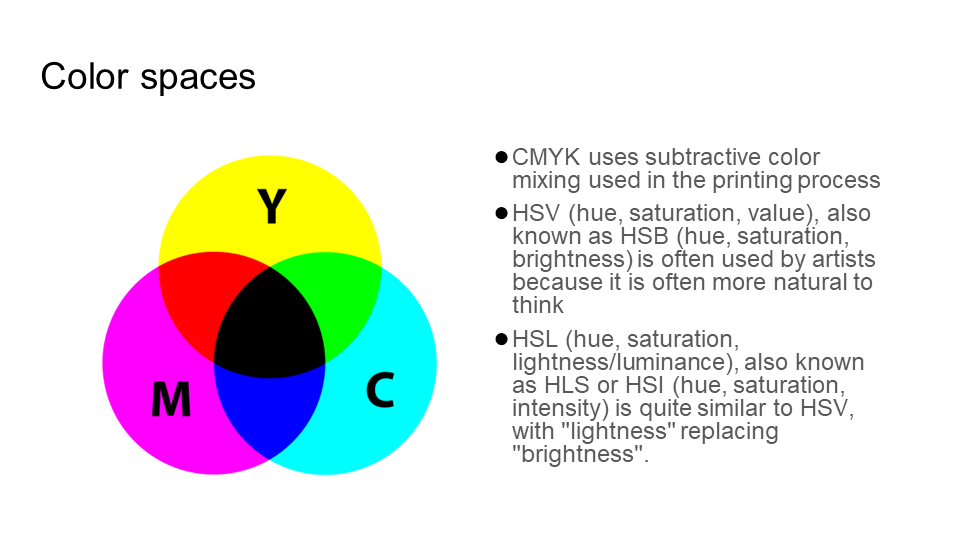 Color spaces
Y
M
C
●CMYK uses subtractive color
mixing used in the printing process
●HSV (hue, saturation, value), also
known as HSB (hue, saturation,
brightness) is often used by artists
because it is often more natural to
think
●HSL (hue, saturation,
lightness/luminance), also known
as HLS or HSI (hue, saturation,
intensity) is quite similar to HSV,
with "lightness" replacing
"brightness".